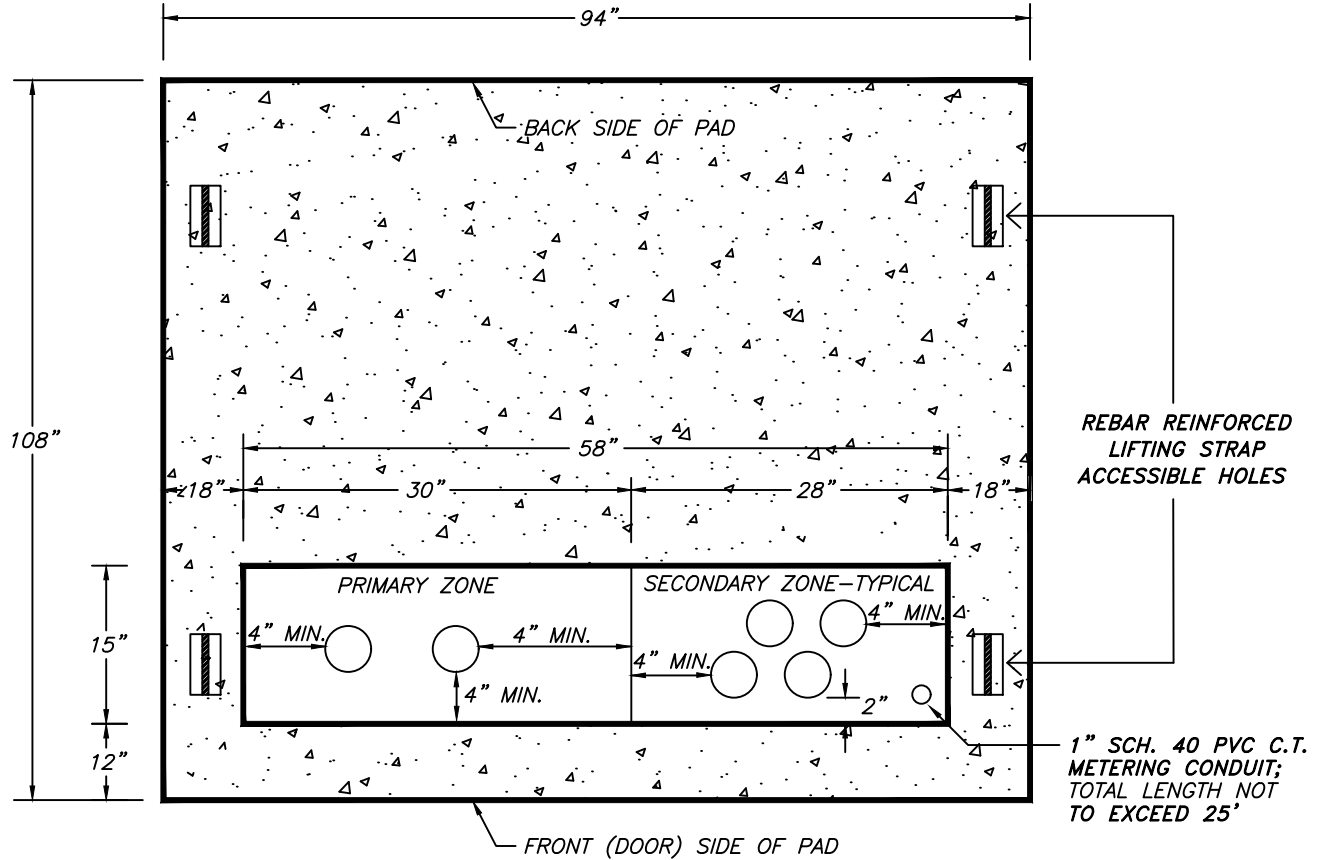 94”
BACK SIDE OF PAD
108”
58”
18”
30”
28”
18”
REBAR REINFORCED
LIFTING STRAP
ACCESSIBLE HOLES
PRIMARY ZONE
SECONDARY ZONE–TYPICAL
15”
4” MIN.
4” MIN.
4” MIN.
4” MIN.
4” MIN.
2”
12”
1” SCH. 40 PVC C.T.
METERING CONDUIT;
TOTAL LENGTH NOT
TO EXCEED 25’
FRONT (DOOR) SIDE OF PAD